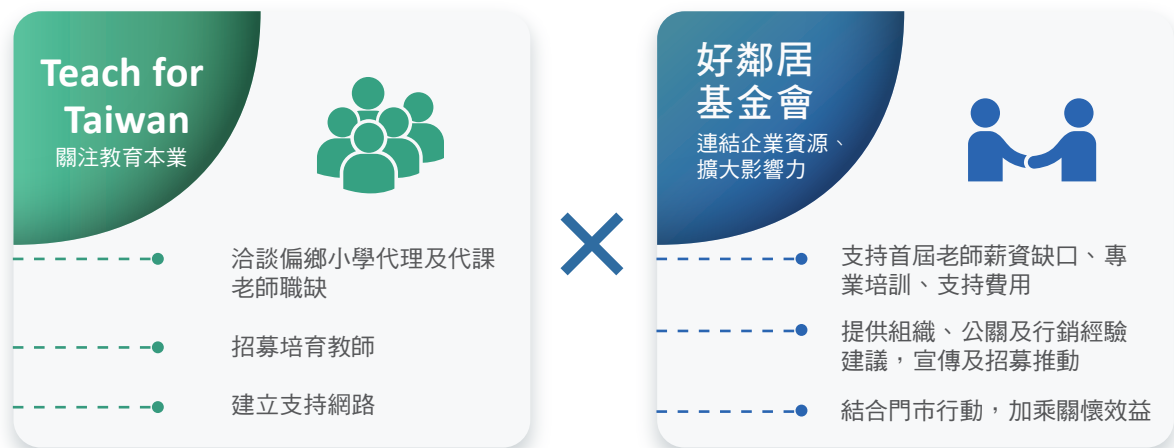 Teach for
Taiwan
關注教育本業
洽談偏鄉小學代理及代課
老師職缺
招募培育教師
建立支持網路
好鄰居
基金會
連結企業資源、
擴大影響力
支持首屆老師薪資缺口、專
業培訓、支持費用
提供組織、公關及行銷經驗
建議，宣傳及招募推動
結合門市行動，加乘關懷效益